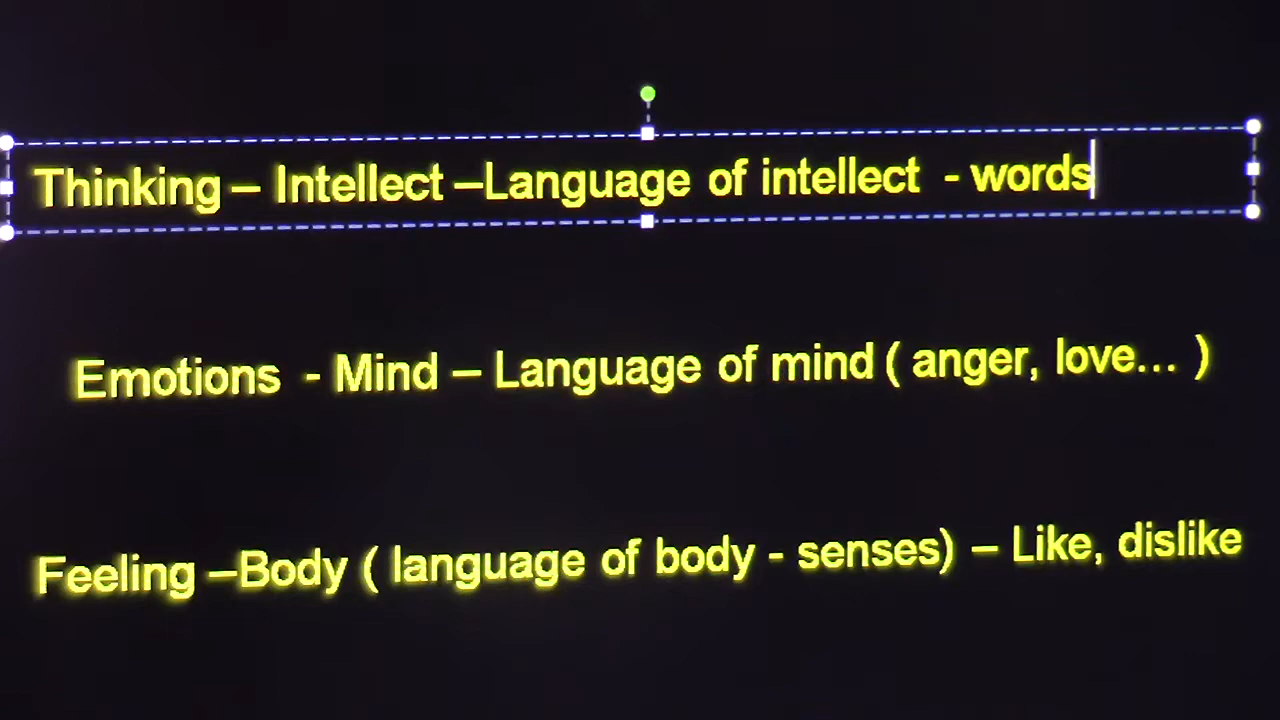 Thinking – Intellect –Language of intellect - words
Emotions - Mind – Language of mind ( anger, love... )
Feeling –Body ( language of body - senses) – Like, dislike